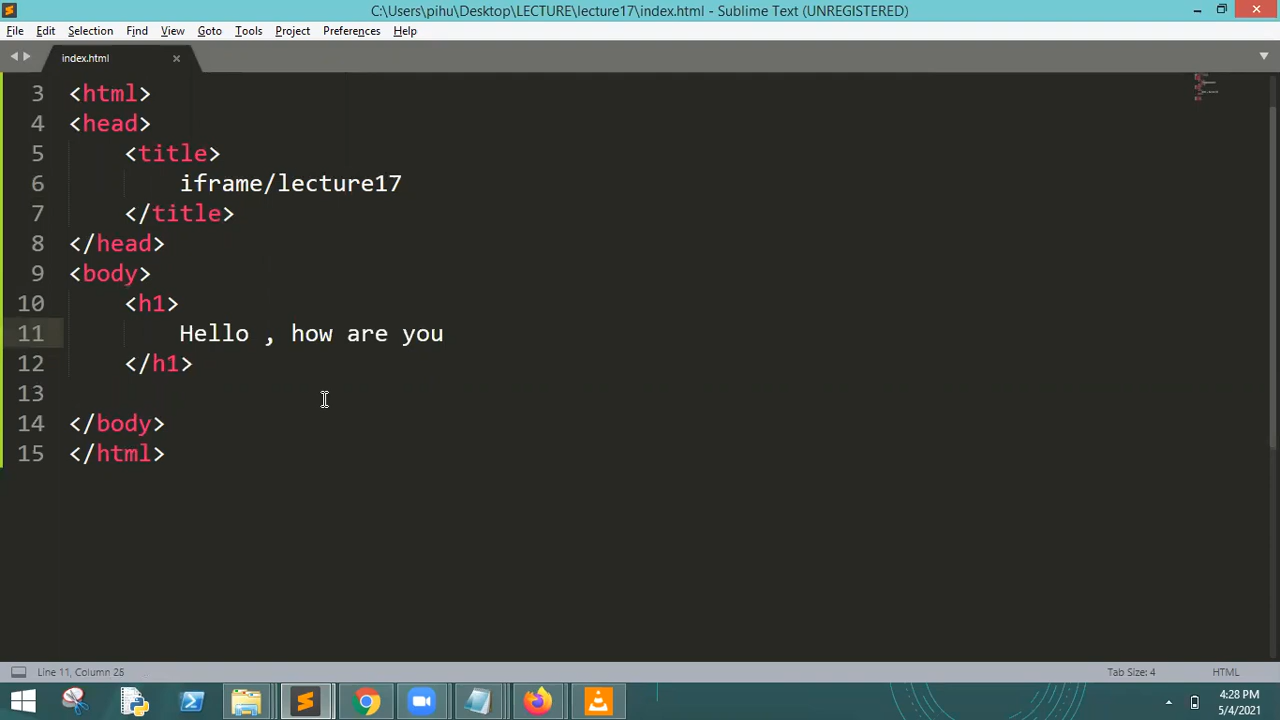 C:\Users\pihu\Desktop\LECTURE\lecture17\index.html - Sublime Text (UNREGISTERED)
File Edit Selection Find View Goto Tools Project Preferences Help
index.html
3 <html>
4 <head>
5 <title>
6 iframe/lecture17
7 </title>
8 </head>
9 <body>
10 <h1>
11 Hello , how are you
12 </h1>
13
14 </body>
15 </html>
Line 11, Column 25 Tab Size: 4 HTML
4:28 PM
5/4/2021